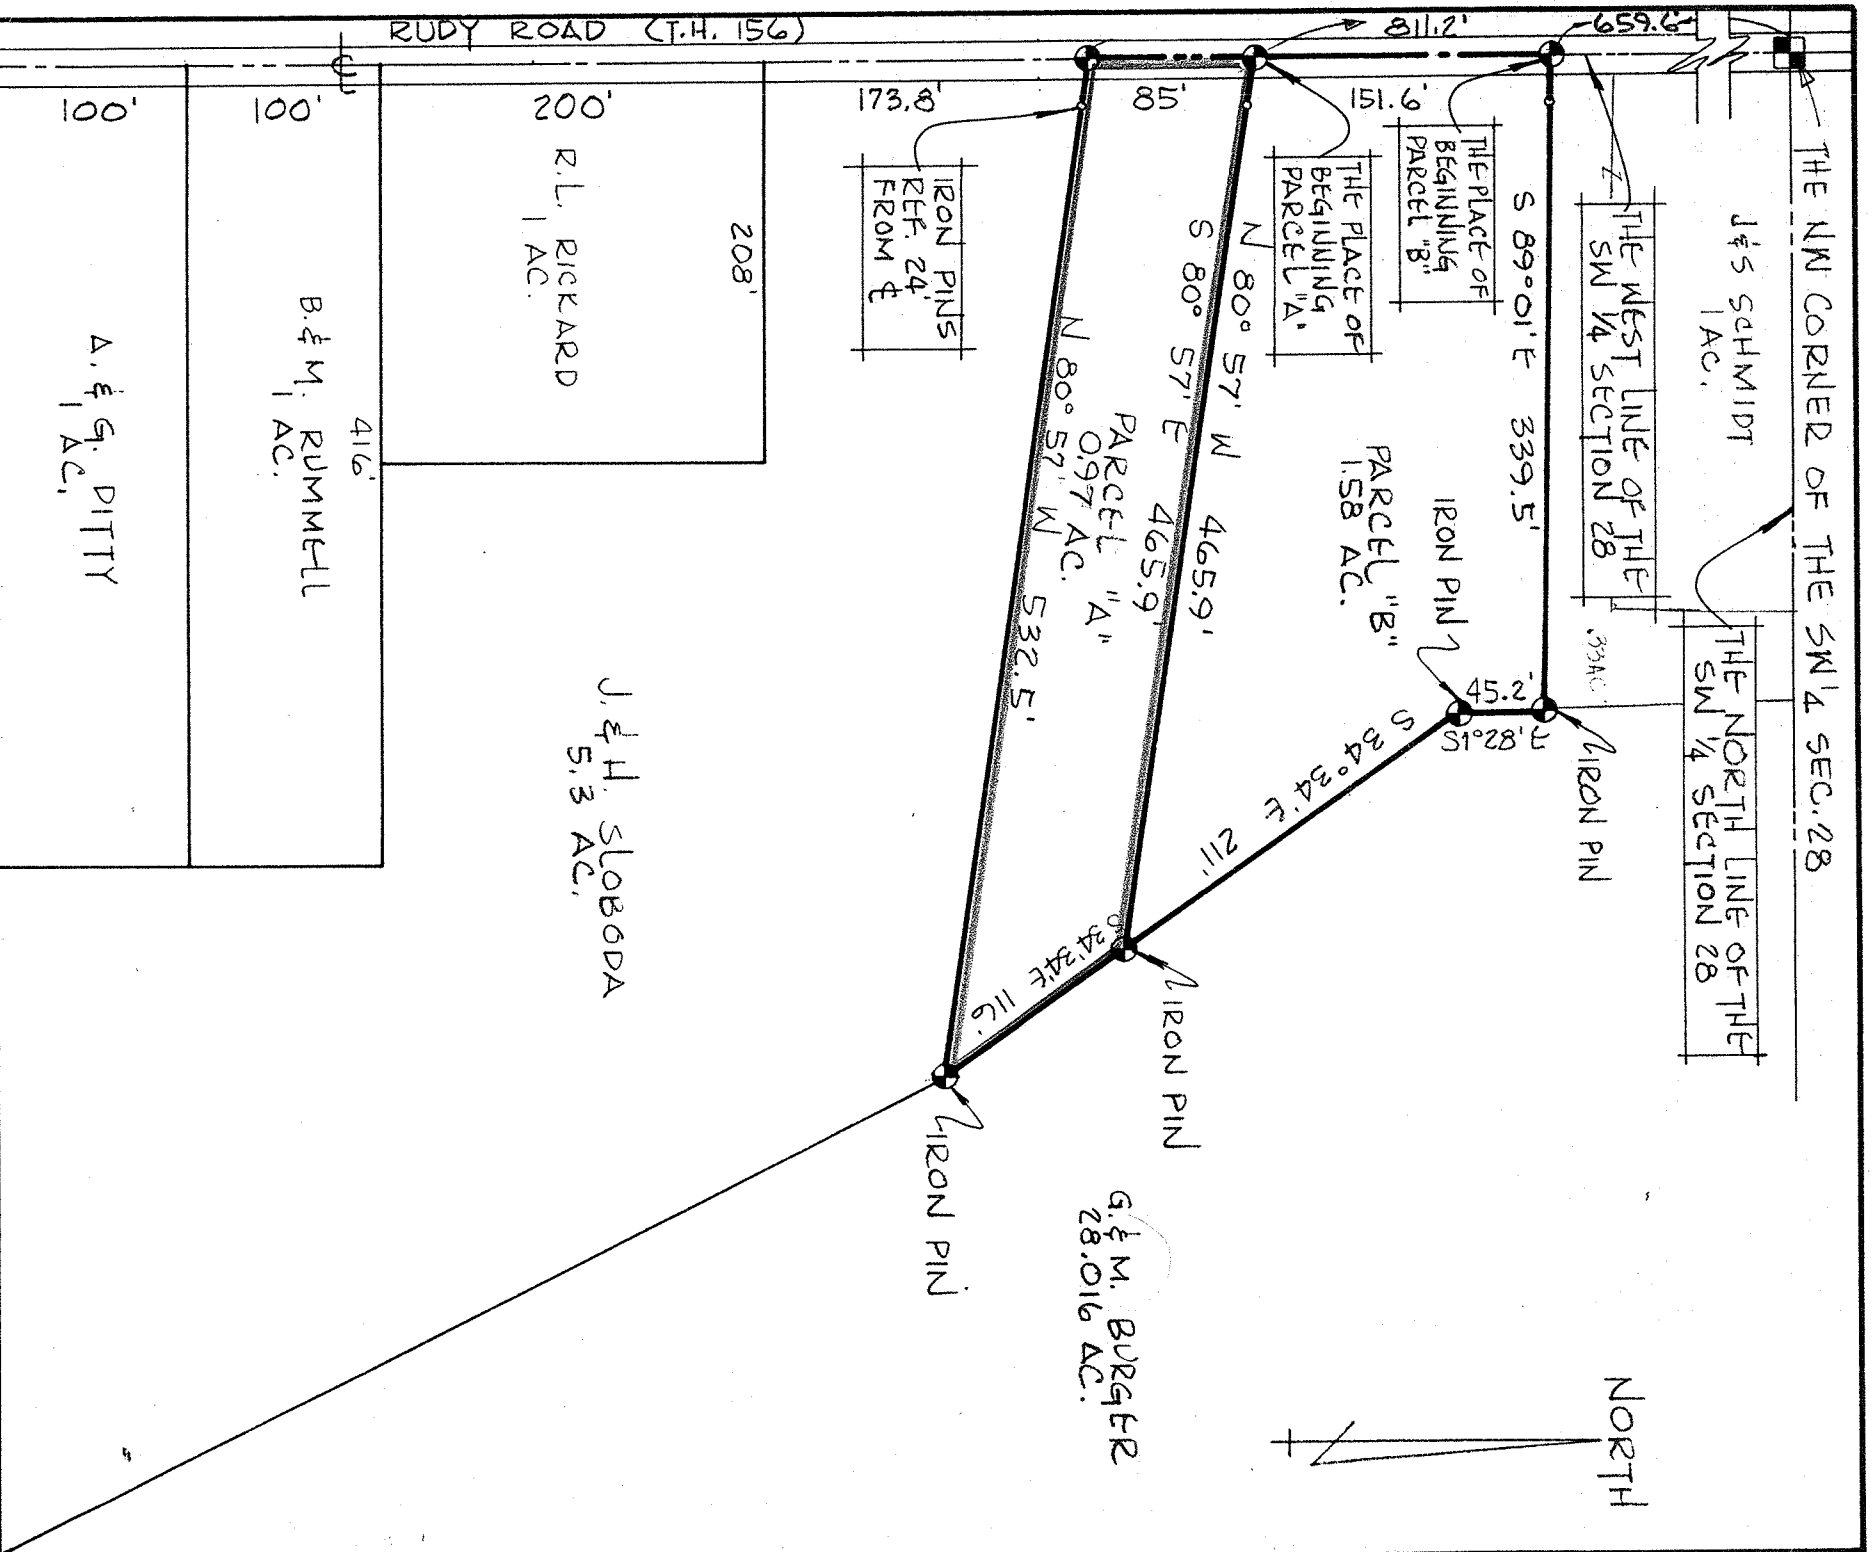 RUDY ROAD (T.H. 156)
811.2'
659.6'
100'
100'
200'
173.8'
85'
151.6'
THE NW CORNER OF THE SW 1/4 SEC. 28
J & S SCHMIDT
1 AC.
THE NORTH LINE OF THE
SW 1/4 SECTION 28
THE WEST LINE OF THE
SW 1/4 SECTION 28
.33AC
S 89°01'E 339.5'
THE PLACE OF
BEGINNING
PARCEL "B"
THE PLACE OF
BEGINNING
PARCEL "A"
IRON PIN
45.2'
S1°28'E
IRON PIN
PARCEL "B"
1.58 AC.
S 34°34'E 211'
N 80° 57' W 465.9'
S 80° 57' E 465.9'
PARCEL "A"
0.97 AC.
N 80° 57' W 532.5'
34°34'E 116'
IRON PIN
IRON PIN
IRON PINS
REF. 24'
FROM ℄
208'
R.L. RICKARD
1 AC.
416'
B. & M. RUMMELL
1 AC.
A. & G. DITTY
1 AC.
J. & H. SLOBODA
5.3 AC.
G. & M. BURGER
28.016 AC.
NORTH